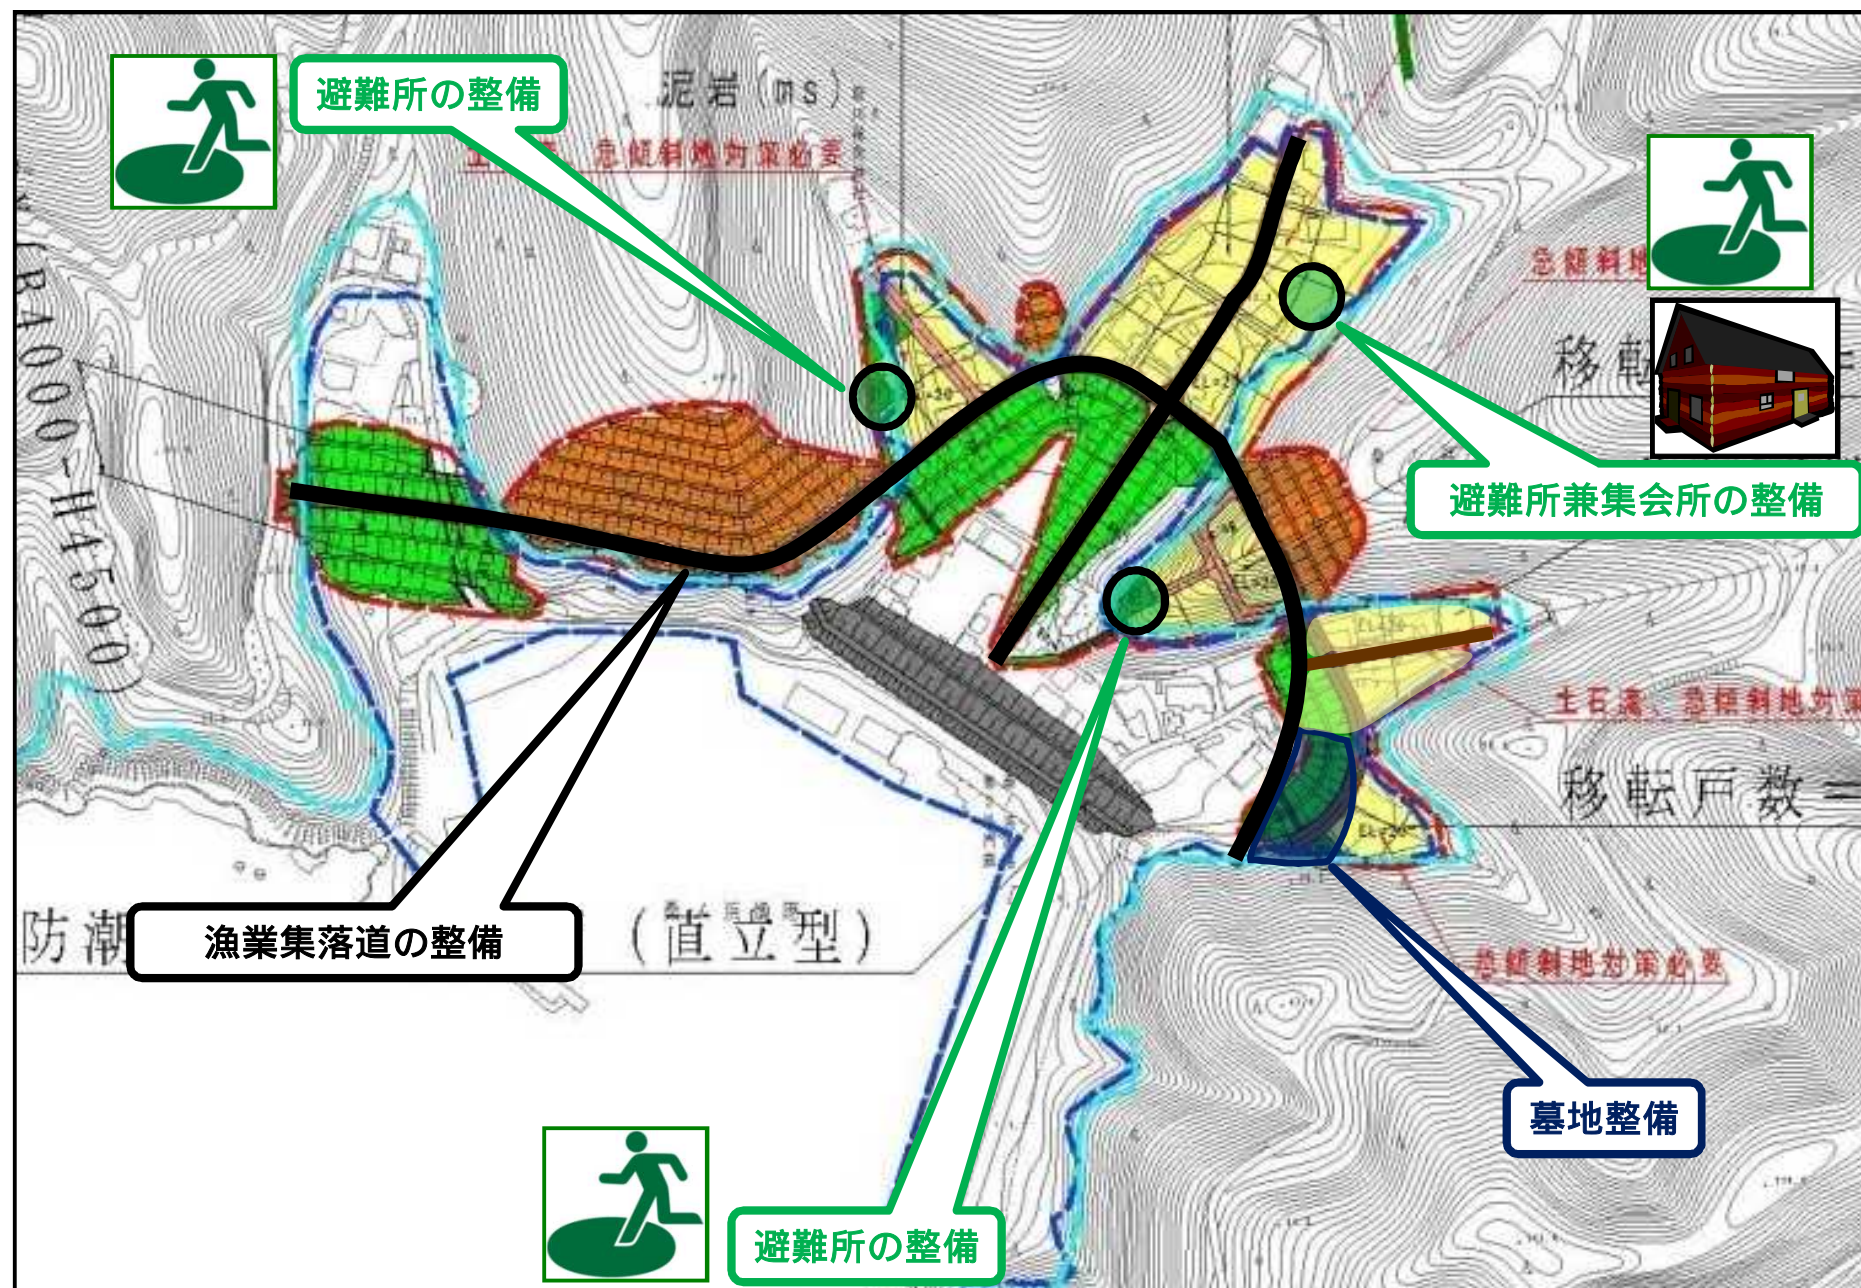 避難所の整備
泥岩(ms)
急傾斜地対策必要
急傾斜地
(B4000~H4500)
移転
避難所兼集会所の整備
土石流、急傾斜地対策
移転戸数=
防潮
漁業集落道の整備
(直立型)
急傾斜地対策必要
墓地整備
避難所の整備